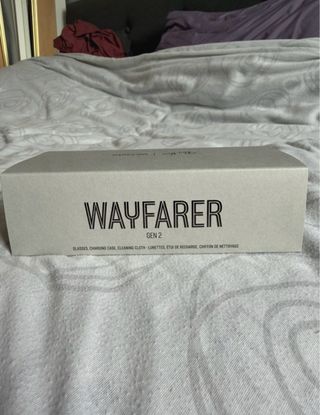 WAYFARER
GEN 2
GLASSES, CHARGING CASE, CLEANING CLOTH - LUNETTES, ÉTUI DE RECHARGE, CHIFFON DE NETTOYAGE